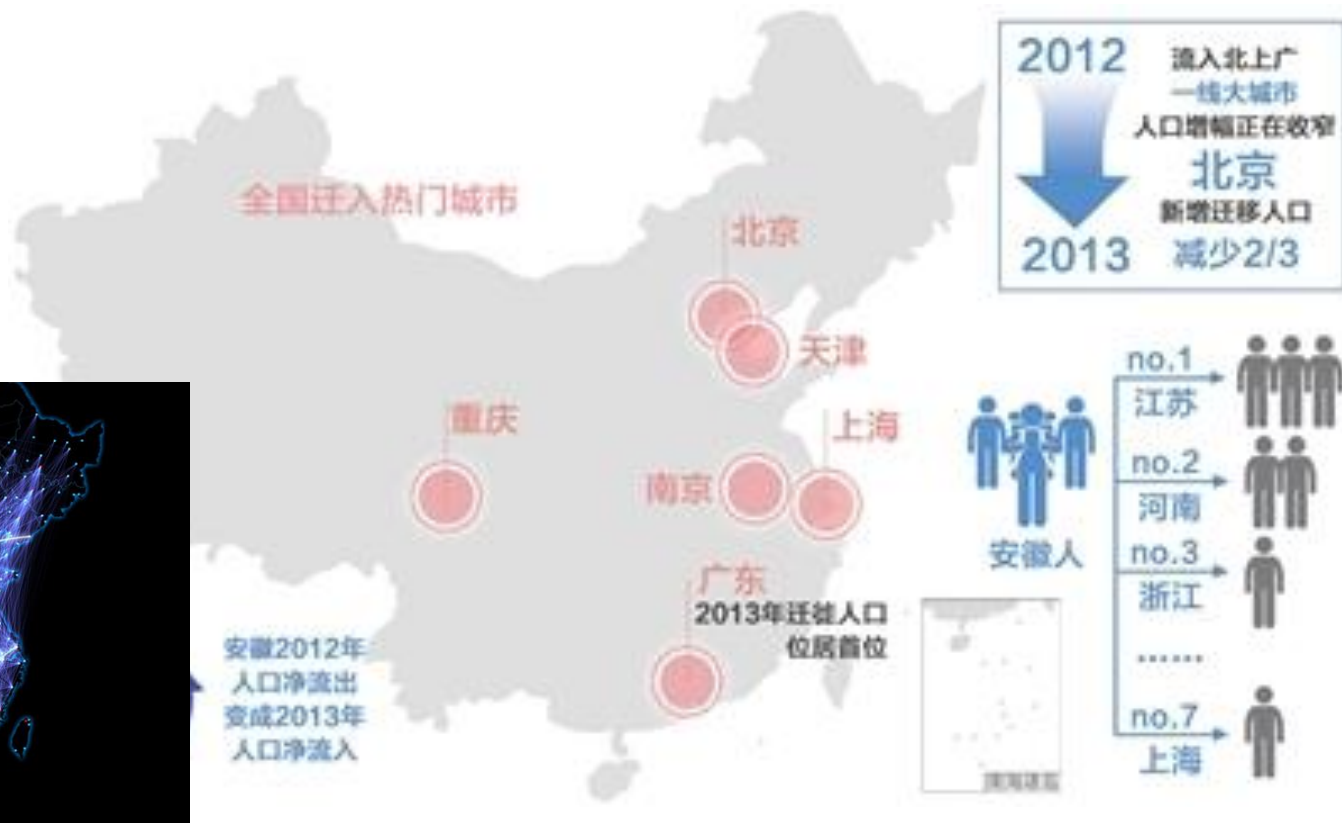 全国迁入热门城市
北京
天津
重庆
上海
南京
广东
2013年迁徙人口
位居首位
安徽2012年
人口净流出
变成2013年
人口净流入
2012
2013
流入北上广
一线大城市
人口增幅正在收窄
北京
新增迁移人口
减少2/3
安徽人
no.1
江苏
no.2
河南
no.3
浙江
......
no.7
上海
南海诸岛